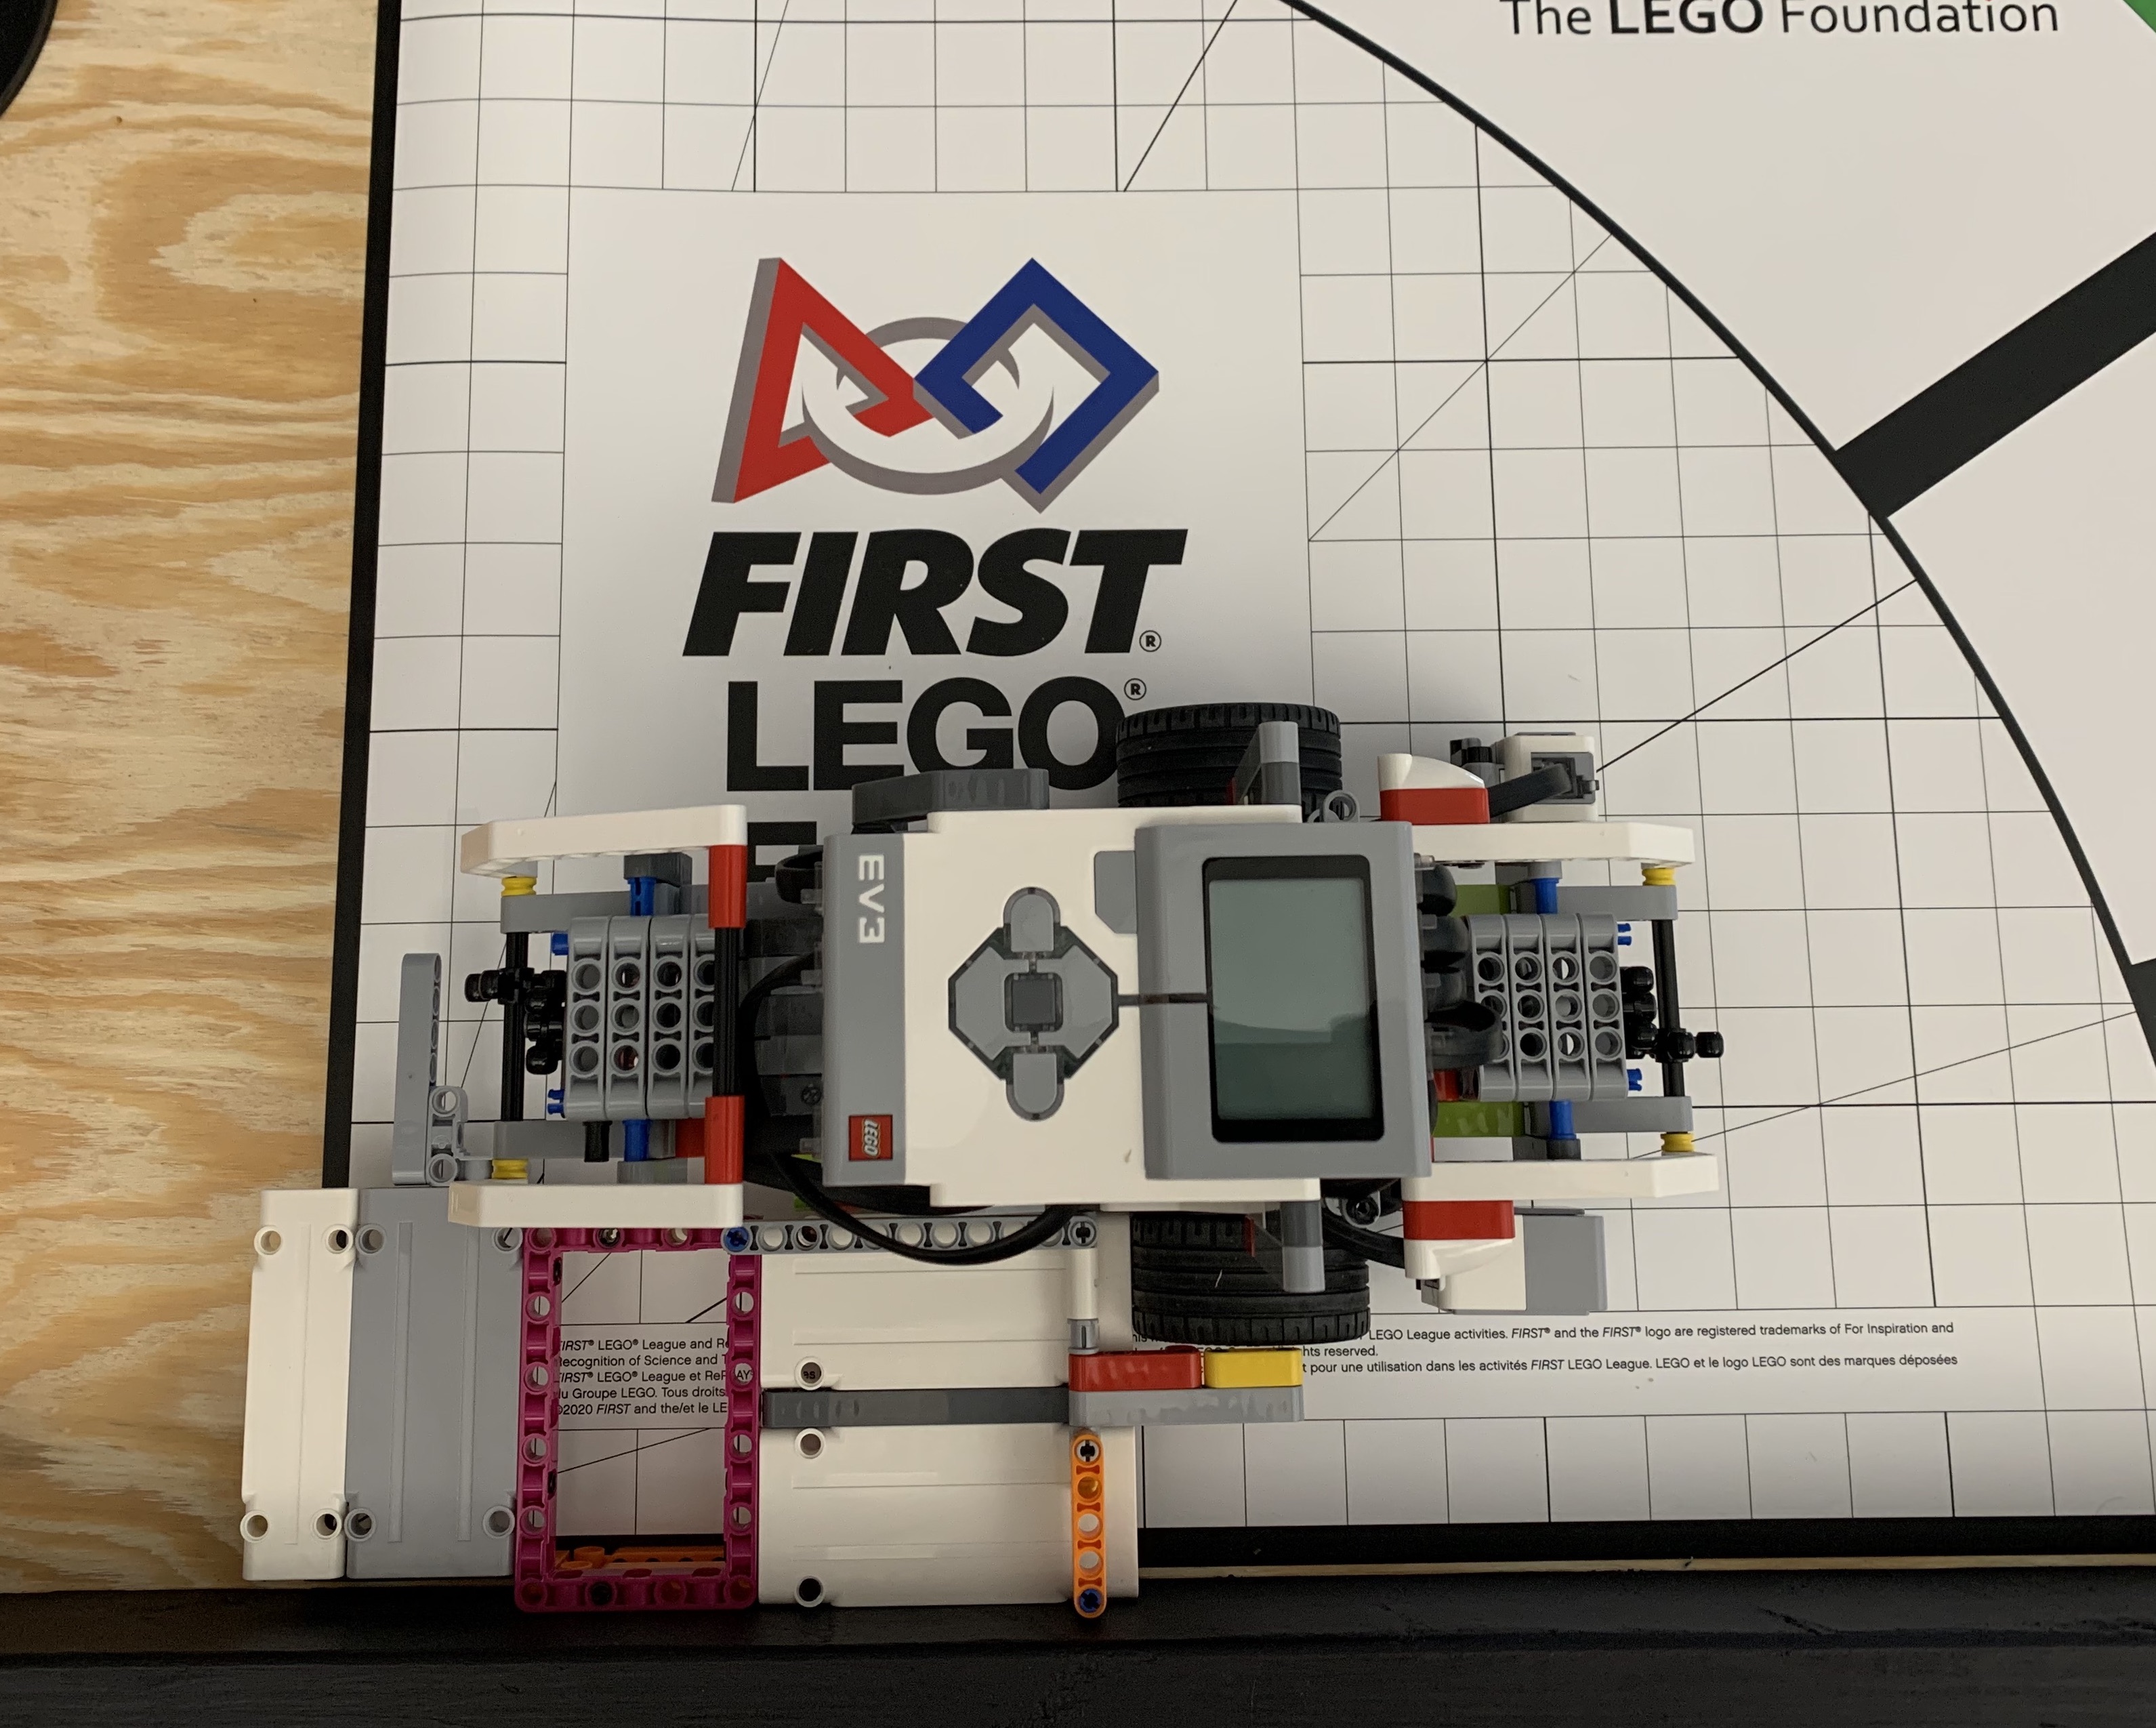 The LEGO Foundation
FIRST®
LEGO®
EV3
LEGO
FIRST® LEGO® League and
Recognition of Science and
FIRST® LEGO® League et
du Groupe LEGO. Tous droits
©2020 FIRST and the/et le
LEGO League activities. FIRST® and the FIRST® logo are registered trademarks of For Inspiration and
rights reserved.
pour une utilisation dans les activités FIRST LEGO League. LEGO et le logo LEGO sont des marques déposées